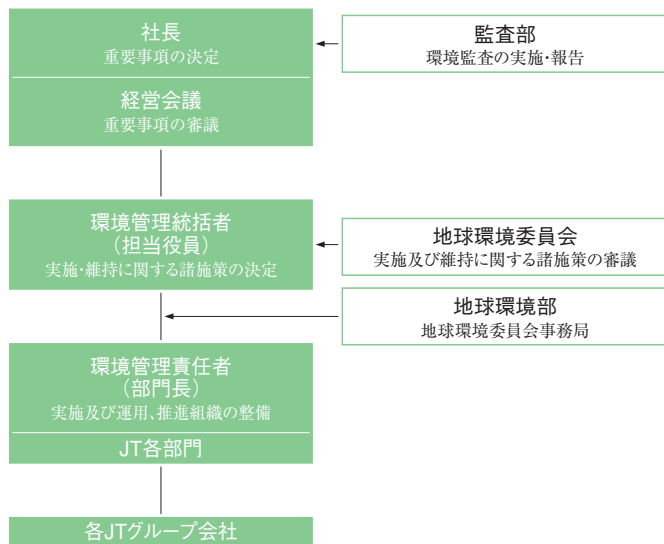 社長
重要事項の決定
経営会議
重要事項の審議
監査部
環境監査の実施・報告
環境管理統括者
（担当役員）
実施・維持に関する諸施策の決定
地球環境委員会
実施及び維持に関する諸施策の審議
地球環境部
地球環境委員会事務局
環境管理責任者
（部門長）
実施及び運用、推進組織の整備
JT各部門
各JTグループ会社